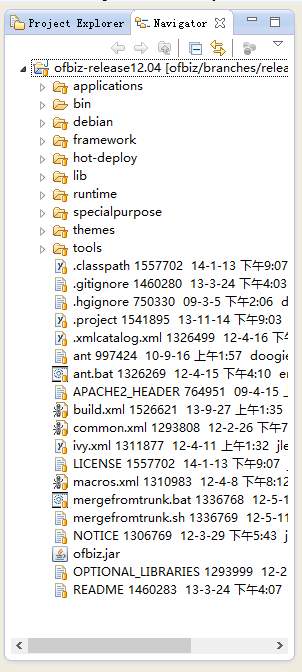 Project Explorer Navigator
ofbiz-release12.04 [ofbiz/branches/relea
applications
bin
debian
framework
hot-deploy
lib
runtime
specialpurpose
themes
tools
.classpath 1557702 14-1-13 下午9:07
.gitignore 1460280 13-3-24 下午4:03
.hgignore 750330 09-3-5 下午2:06 d
.project 1541895 13-11-14 下午9:03
.xmlcatalog.xml 1326499 12-4-16 下午
ant 997424 10-9-16 上午1:57 doogie
ant.bat 1326269 12-4-15 下午4:10 er
APACHE2_HEADER 764951 09-4-15
build.xml 1526621 13-9-27 上午1:35
common.xml 1293808 12-2-26 下午7
ivy.xml 1311877 12-4-11 上午1:32 jle
LICENSE 1557702 14-1-13 下午9:07 j
macros.xml 1310983 12-4-8 下午8:12
mergefromtrunk.bat 1336768 12-5-1
mergefromtrunk.sh 1336769 12-5-11
NOTICE 1306769 12-3-29 下午5:43 j
ofbiz.jar
OPTIONAL_LIBRARIES 1293999 12-2
README 1460283 13-3-24 下午4:07